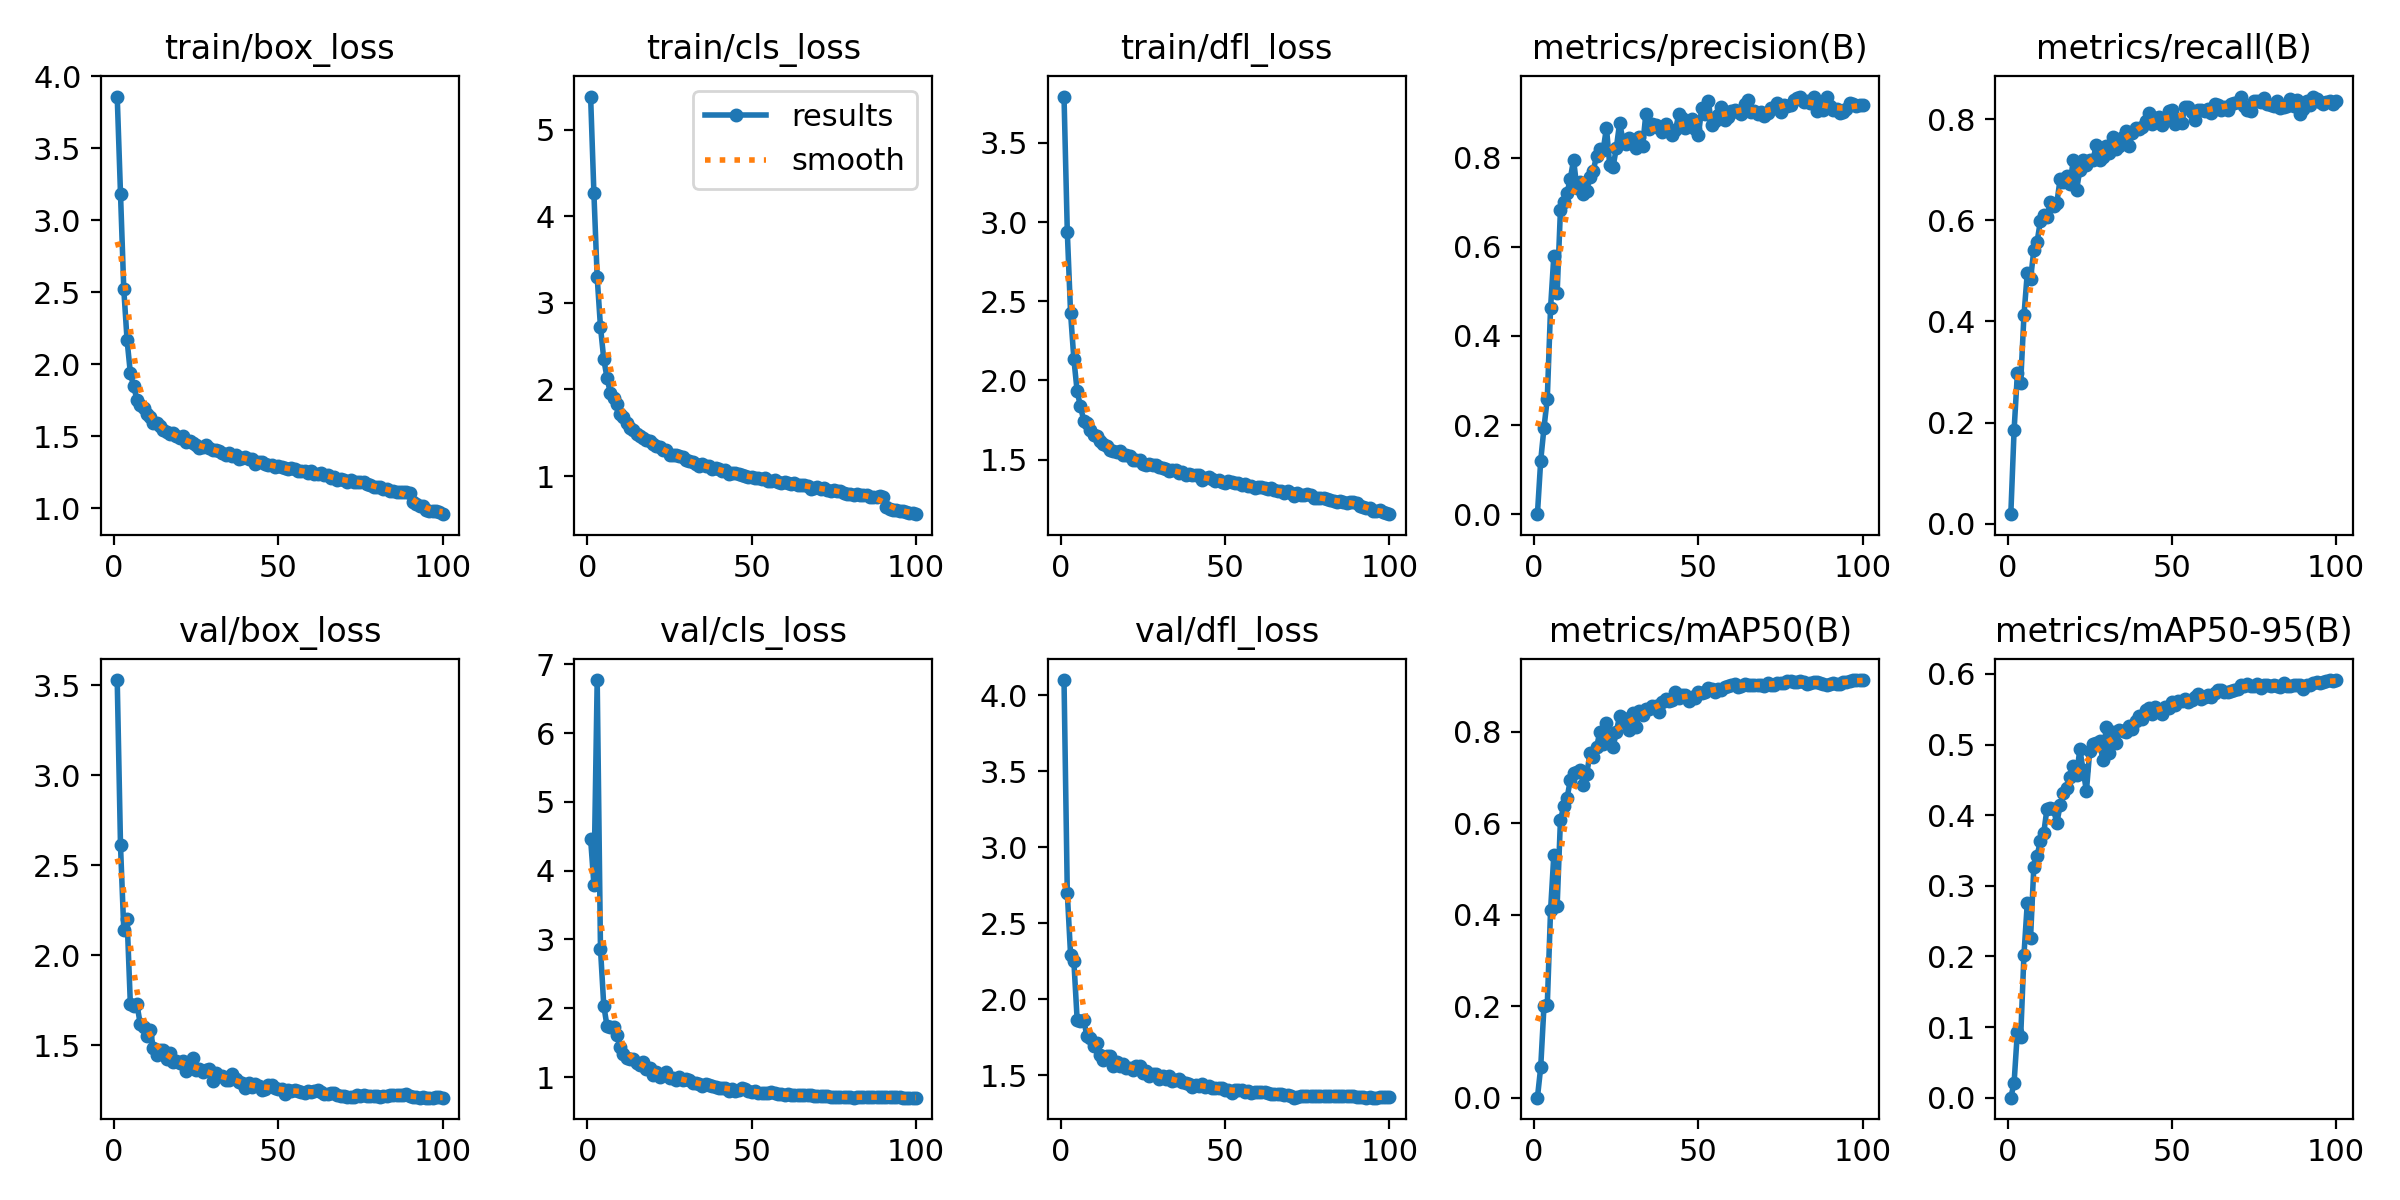 train/box_loss
4.0
3.5
3.0
2.5
2.0
1.5
1.0
0 50 100
train/cls_loss
results
smooth
5
4
3
2
1
0 50 100
train/dfl_loss
3.5
3.0
2.5
2.0
1.5
0 50 100
metrics/precision(B)
0.8
0.6
0.4
0.2
0.0
0 50 100
metrics/recall(B)
0.8
0.6
0.4
0.2
0.0
0 50 100
val/box_loss
3.5
3.0
2.5
2.0
1.5
0 50 100
val/cls_loss
7
6
5
4
3
2
1
0 50 100
val/dfl_loss
4.0
3.5
3.0
2.5
2.0
1.5
0 50 100
metrics/mAP50(B)
0.8
0.6
0.4
0.2
0.0
0 50 100
metrics/mAP50-95(B)
0.6
0.5
0.4
0.3
0.2
0.1
0.0
0 50 100